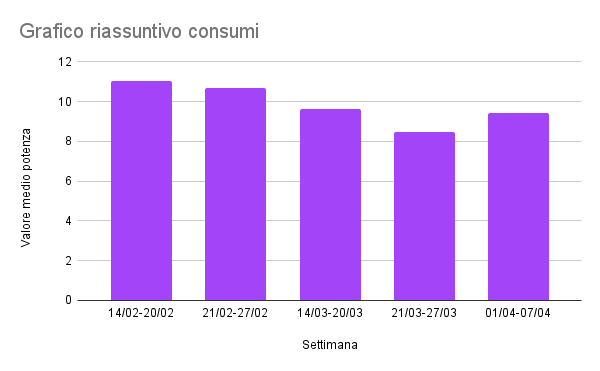 Grafico riassuntivo consumi
Valore medio potenza
12
10
8
6
4
2
0
14/02-20/02 21/02-27/02 14/03-20/03 21/03-27/03 01/04-07/04
Settimana